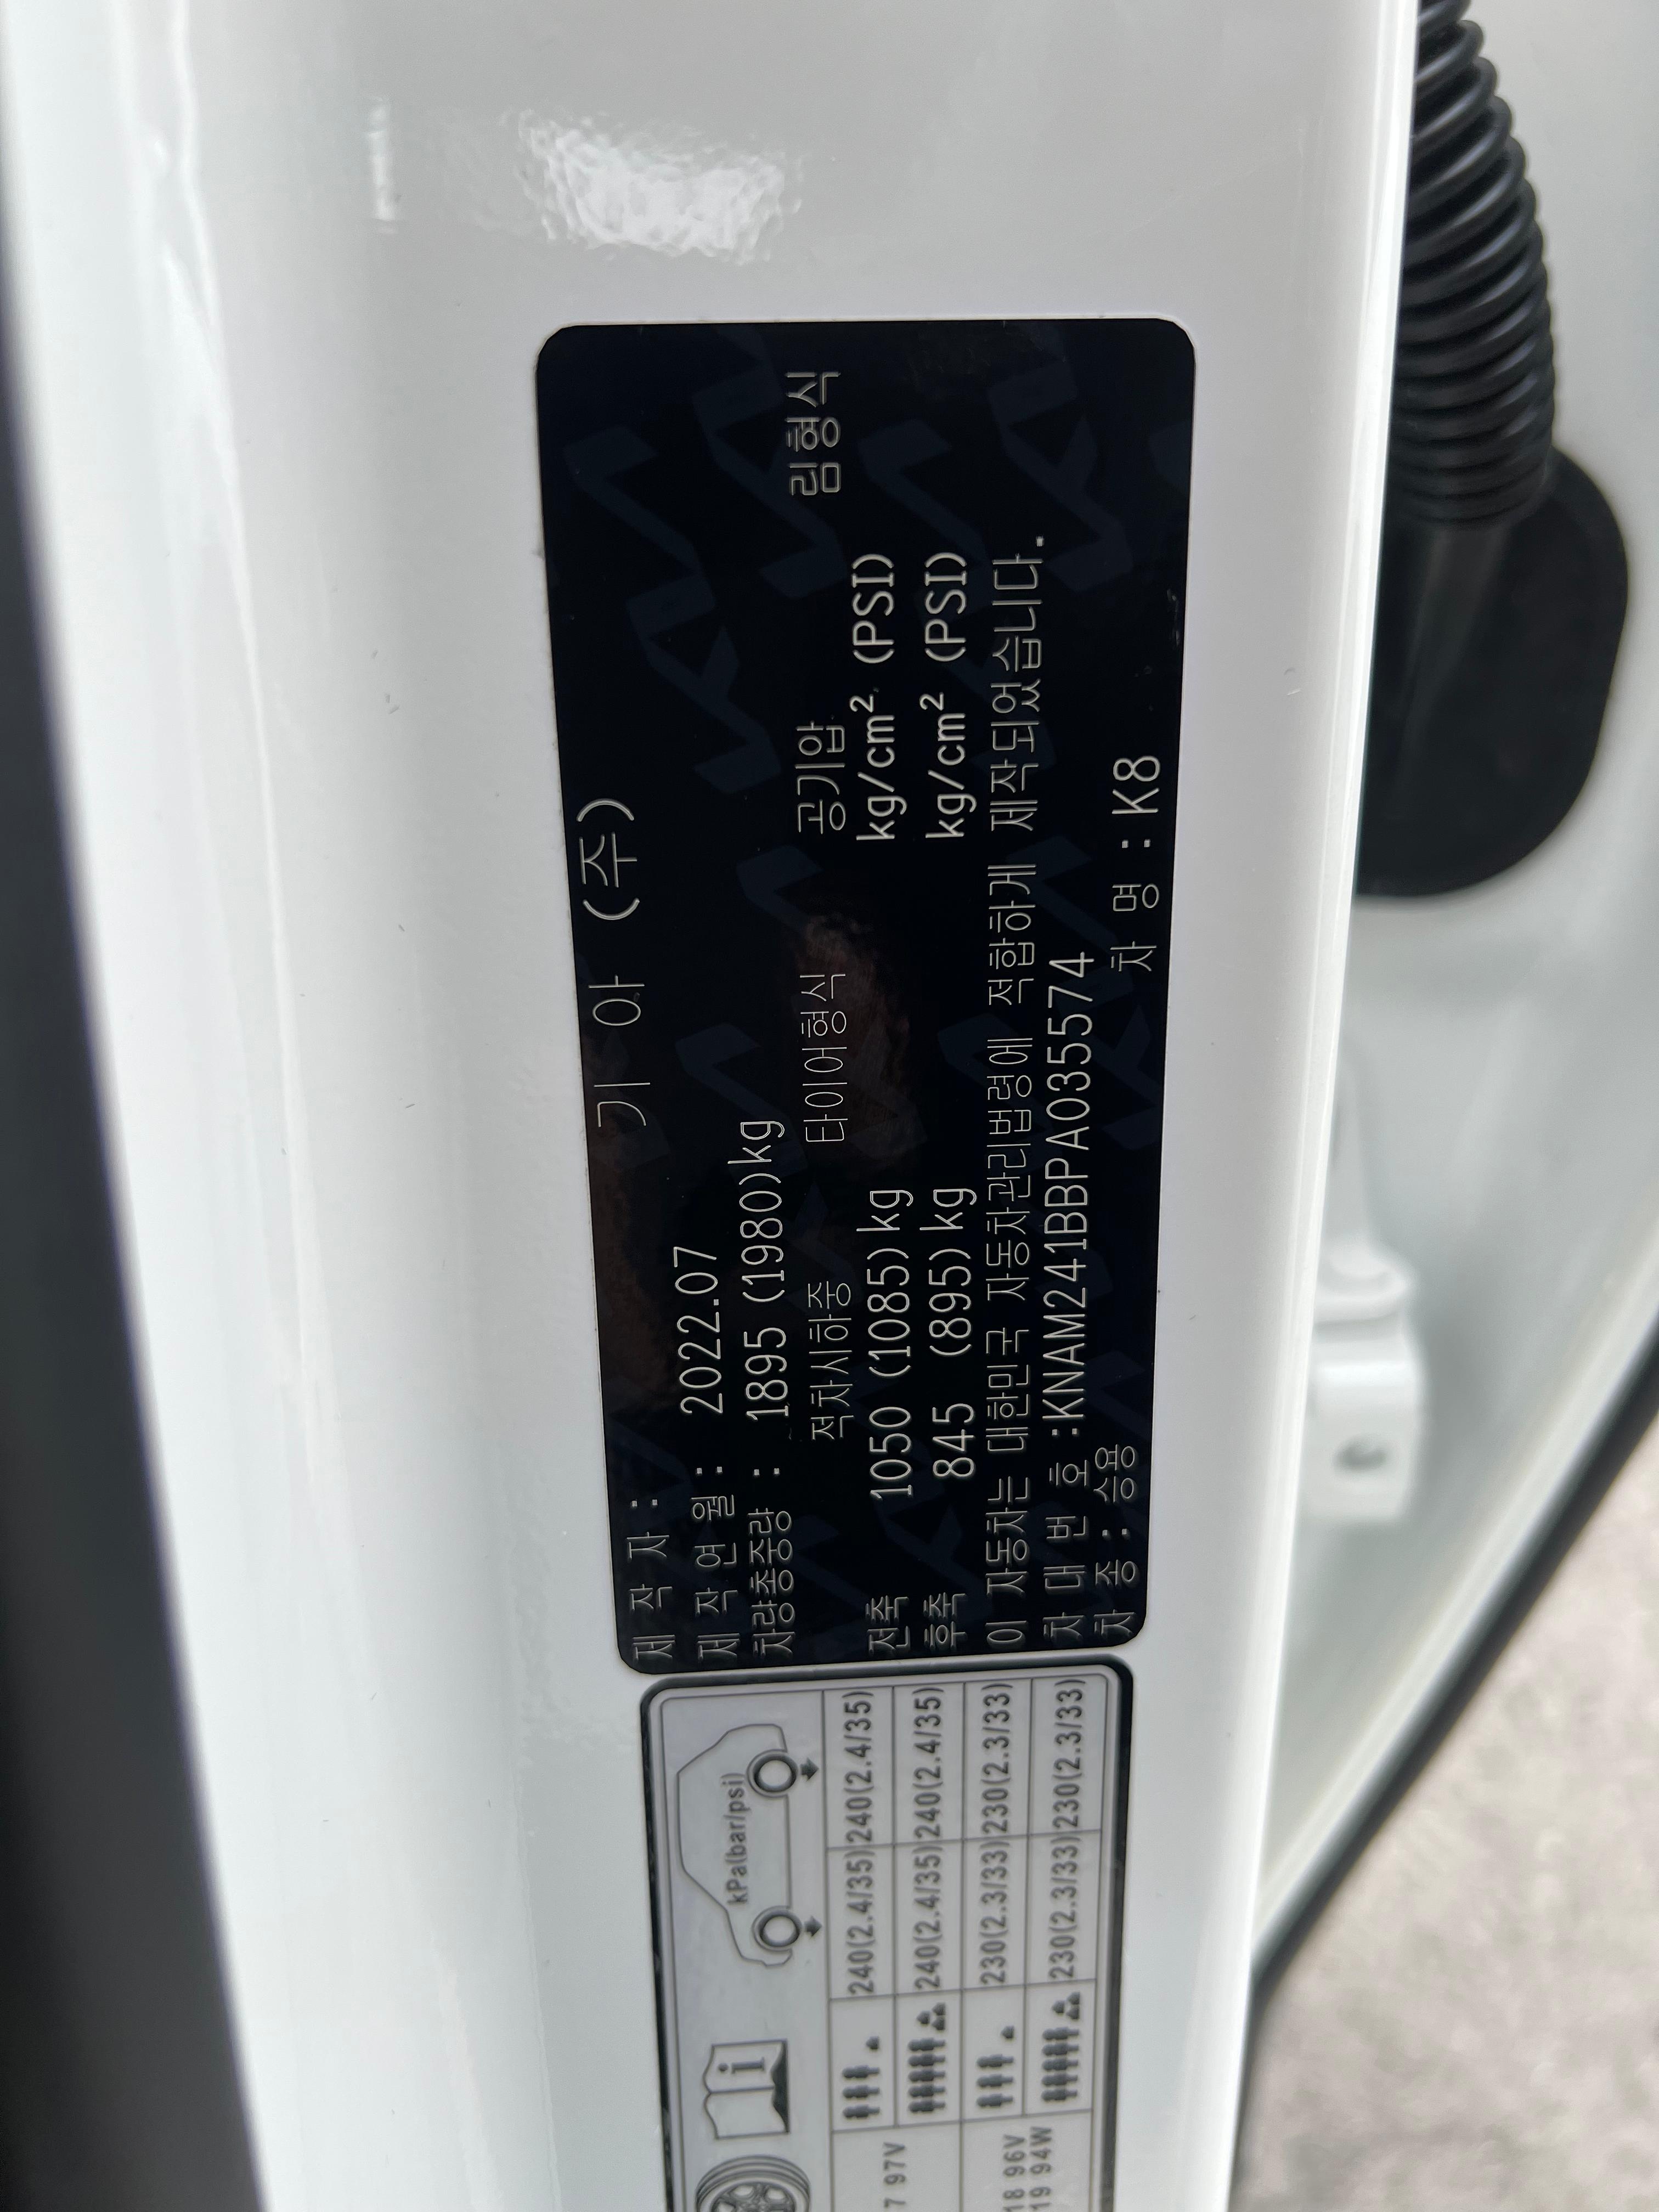 제 작 자 : 기 아 (주)
제 작 연 월 : 2022.07
차량총중량 : 1895 (1980)kg
적차시하중 타이어형식 공기압 림형식
전축 1050 (1085)kg kg/cm² (PSI)
후축 845 (895)kg kg/cm² (PSI)
이 자동차는 대한민국 자동차관리법령에 적합하게 제작되었습니다.
차 대 번 호 :KNAM241BBPA0355574
차 종 : 승용 차 명 :K8
kPa(bar/psi)
7 97V 240(2.4/35) 240(2.4/35)
240(2.4/35) 240(2.4/35)
18 96V 230(2.3/33) 230(2.3/33)
19 94W 230(2.3/33) 230(2.3/33)